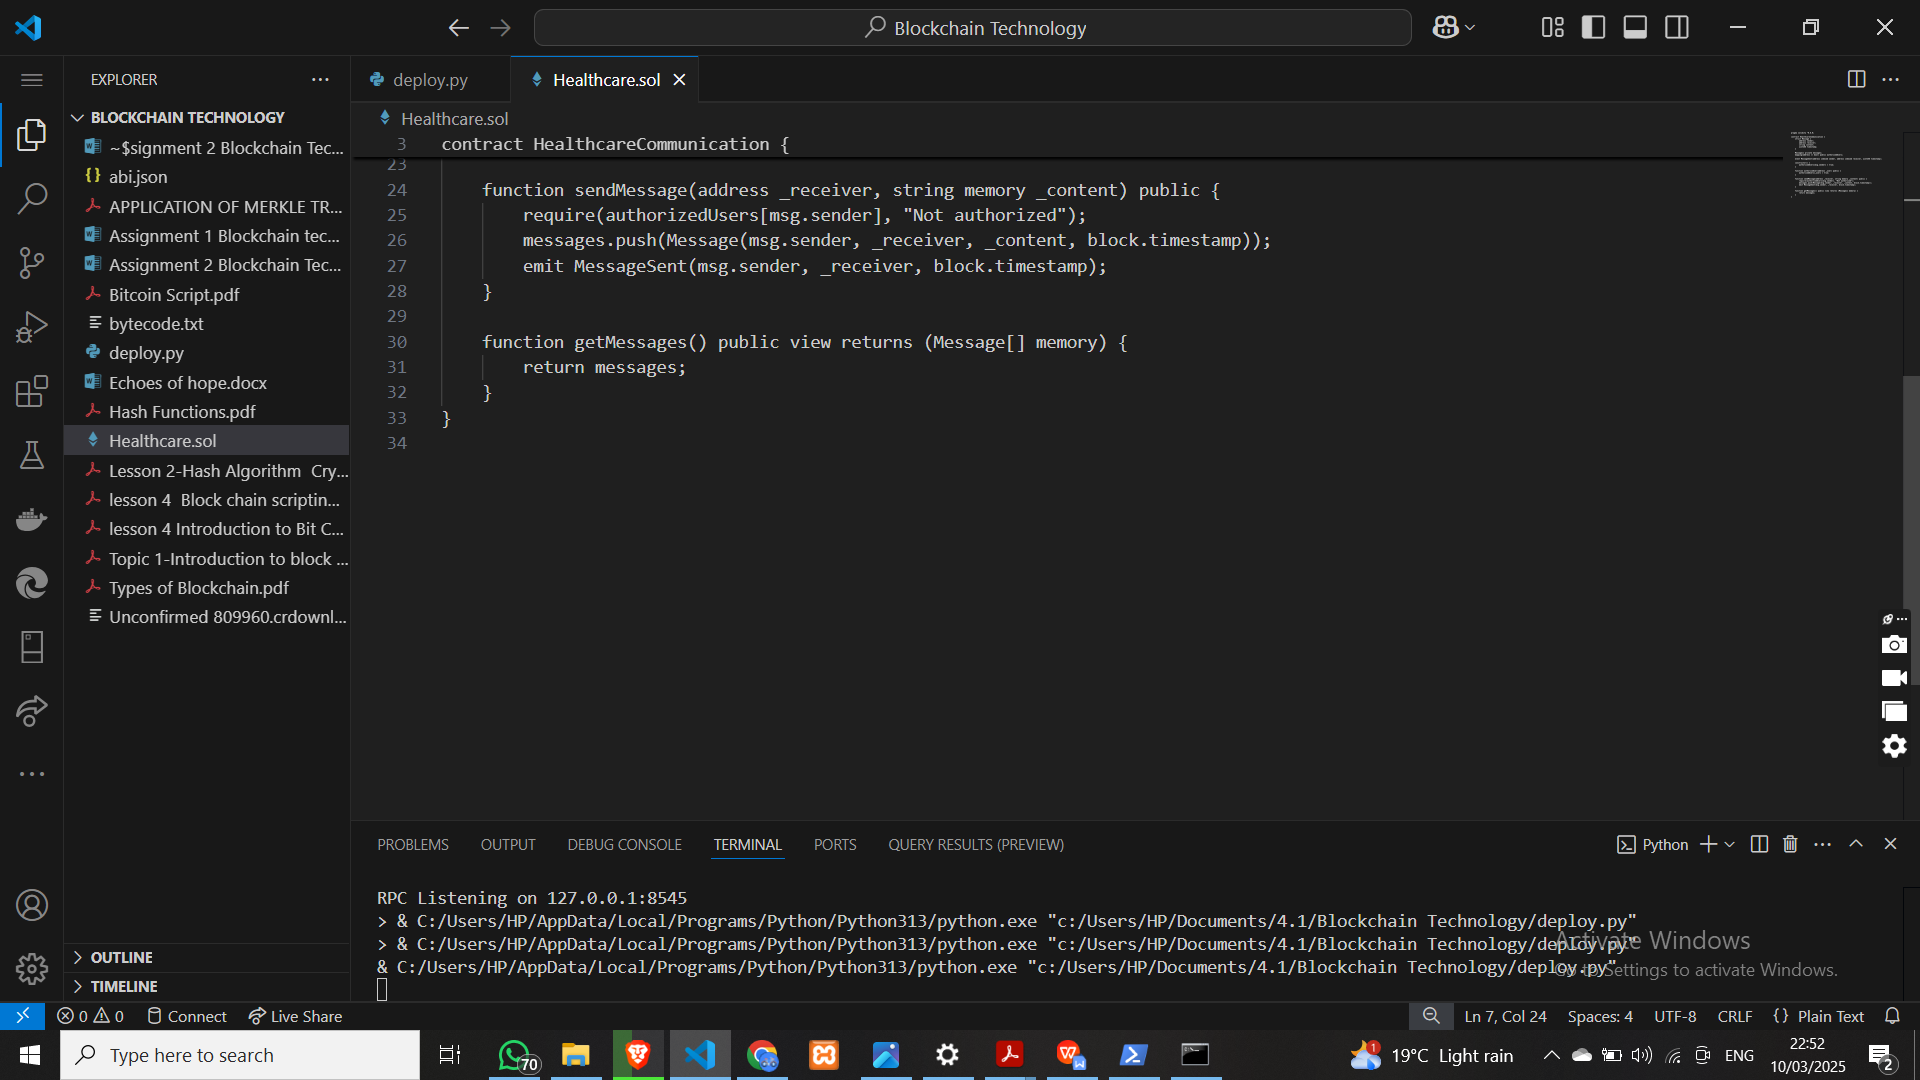 Blockchain Technology
EXPLORER
deploy.py
Healthcare.sol
BLOCKCHAIN TECHNOLOGY
~$signment 2 Blockchain Tec...
abi.json
APPLICATION OF MERKLE TR...
Assignment 1 Blockchain tec...
Assignment 2 Blockchain Tec...
Bitcoin Script.pdf
bytecode.txt
deploy.py
Echoes of hope.docx
Hash Functions.pdf
Healthcare.sol
Lesson 2-Hash Algorithm  Cry...
lesson 4  Block chain scriptin...
lesson 4 Introduction to Bit C...
Topic 1-Introduction to block ...
Types of Blockchain.pdf
Unconfirmed 809960.crdownl...
OUTLINE
TIMELINE
Healthcare.sol
3 contract HealthcareCommunication {
23
24 function sendMessage(address _receiver, string memory _content) public {
25 require(authorizedUsers[msg.sender], "Not authorized");
26 messages.push(Message(msg.sender, _receiver, _content, block.timestamp));
27 emit MessageSent(msg.sender, _receiver, block.timestamp);
28 }
29
30 function getMessages() public view returns (Message[] memory) {
31 return messages;
32 }
33 }
34
PROBLEMS OUTPUT DEBUG CONSOLE TERMINAL PORTS QUERY RESULTS (PREVIEW)
Python
RPC Listening on 127.0.0.1:8545
> & C:/Users/HP/AppData/Local/Programs/Python/Python313/python.exe "c:/Users/HP/Documents/4.1/Blockchain Technology/deploy.py"
> & C:/Users/HP/AppData/Local/Programs/Python/Python313/python.exe "c:/Users/HP/Documents/4.1/Blockchain Technology/deploy.py"
& C:/Users/HP/AppData/Local/Programs/Python/Python313/python.exe "c:/Users/HP/Documents/4.1/Blockchain Technology/deploy.py"
Activate Windows
Go to Settings to activate Windows.
0 0 Connect Live Share
Ln 7, Col 24 Spaces: 4 UTF-8 CRLF {} Plain Text
Type here to search
70
1
19°C Light rain
ENG
22:52
10/03/2025
2